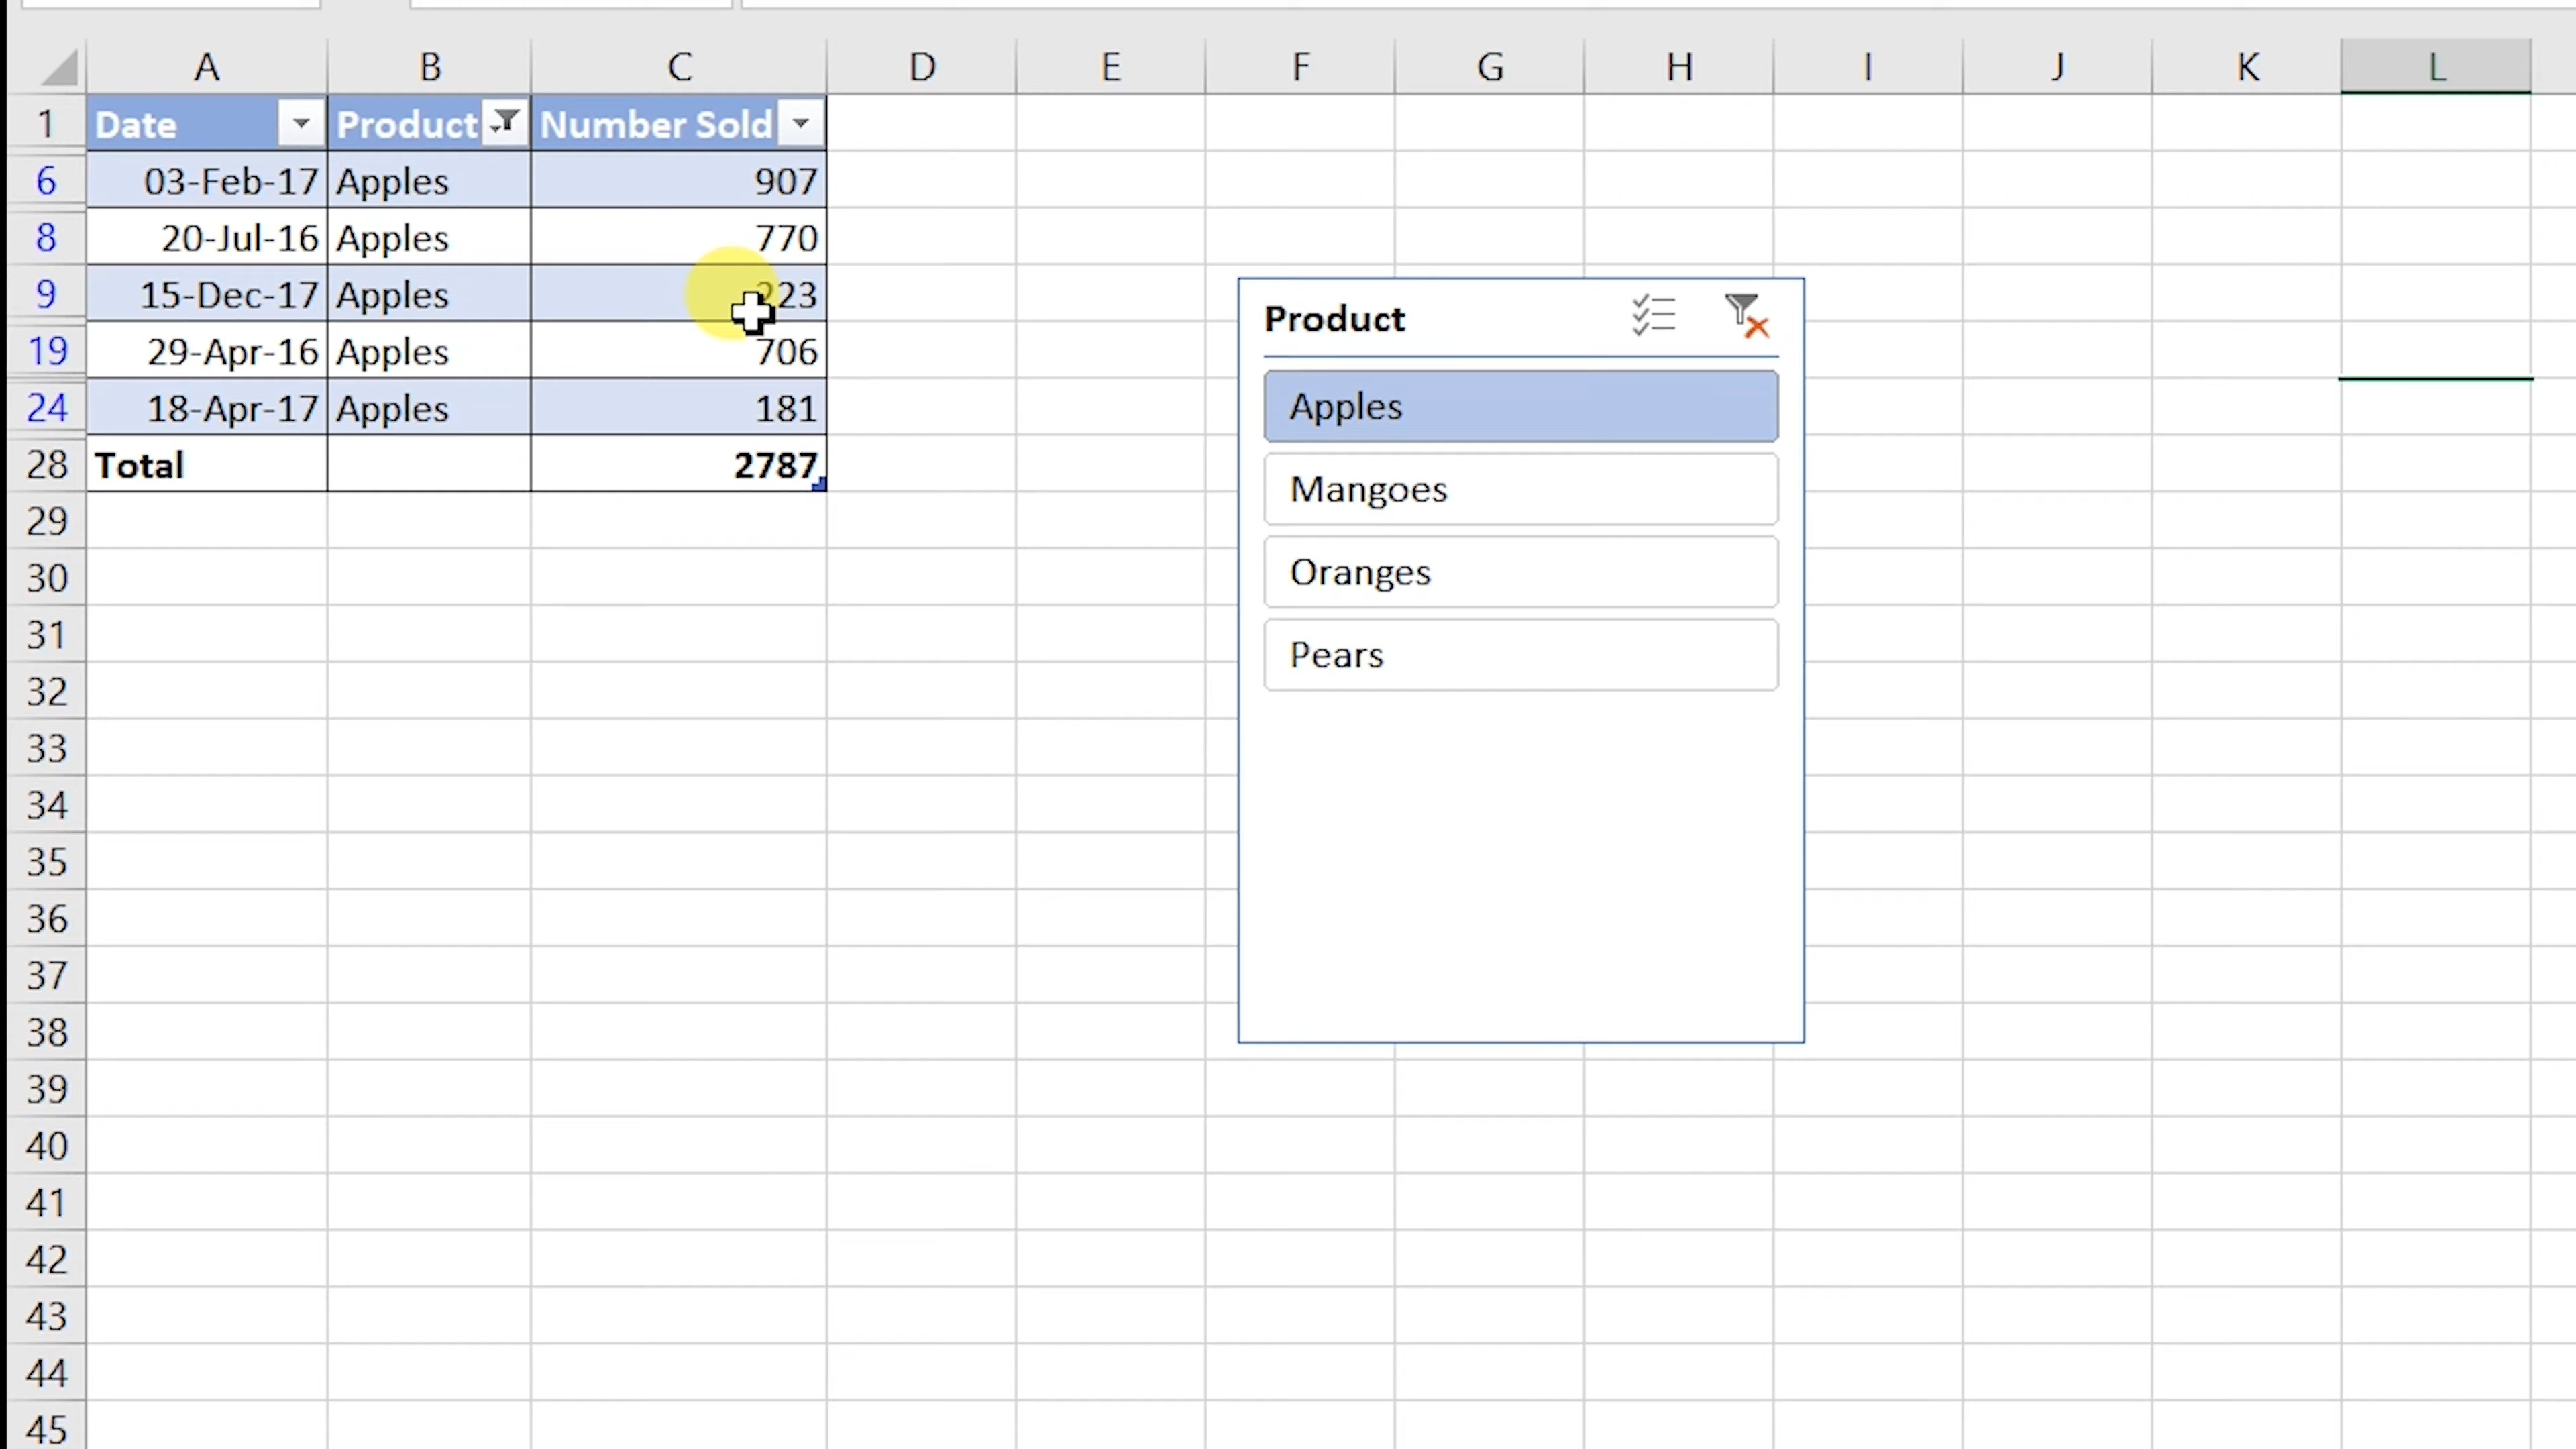 A B C D E F G H I J K L
1 Date Product Number Sold
6 03-Feb-17 Apples 907
8 20-Jul-16 Apples 770
9 15-Dec-17 Apples 223
19 29-Apr-16 Apples 706
24 18-Apr-17 Apples 181
28 Total 2787
29
30
31
32
33
34
35
36
37
38
39
40
41
42
43
44
45
Product
Apples
Mangoes
Oranges
Pears